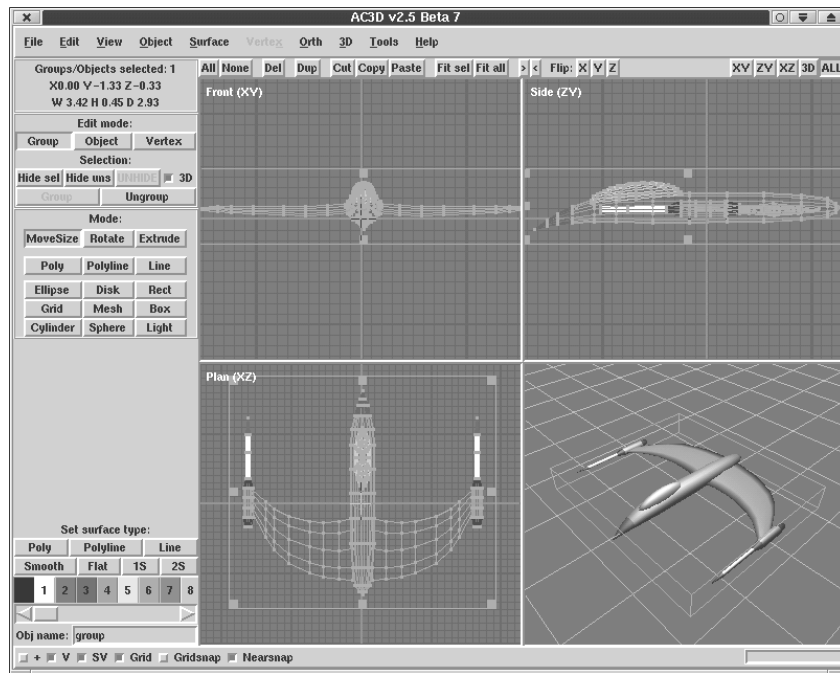 AC3D v2.5 Beta 7
File Edit View Object Surface Vertex Orth 3D Tools Help
Groups/Objects selected: 1
X0.00 Y-1.33 Z-0.33
W 3.42 H 0.45 D 2.93
All None Del Dup Cut Copy Paste Fit sel Fit all > < Flip: X Y Z XY ZY XZ 3D ALL
Front (XY)
Side (ZY)
Edit mode:
Group Object Vertex
Selection:
Hide sel Hide uns UNHIDE 3D
Group Ungroup
Mode:
MoveSize Rotate Extrude
Poly Polyline Line
Ellipse Disk Rect
Grid Mesh Box
Cylinder Sphere Light
Plan (XZ)
Set surface type:
Poly Polyline Line
Smooth Flat 1S 2S
1 2 3 4 5 6 7 8
Obj name: group
+ V SV Grid Gridsnap Nearsnap